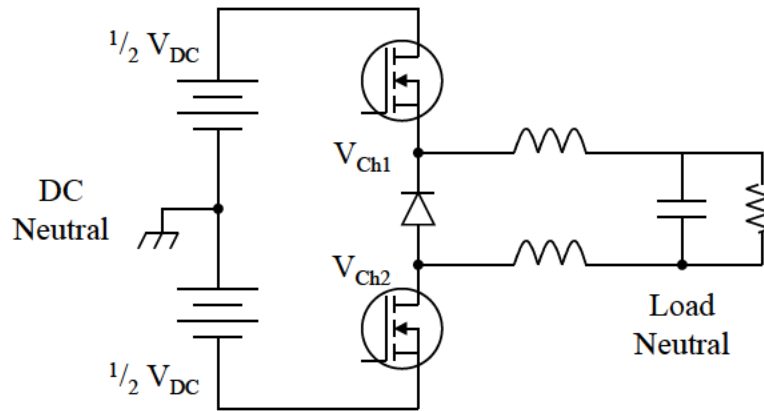 1/2 VDC
VCh1
DC
Neutral
VCh2
Load
Neutral
1/2 VDC